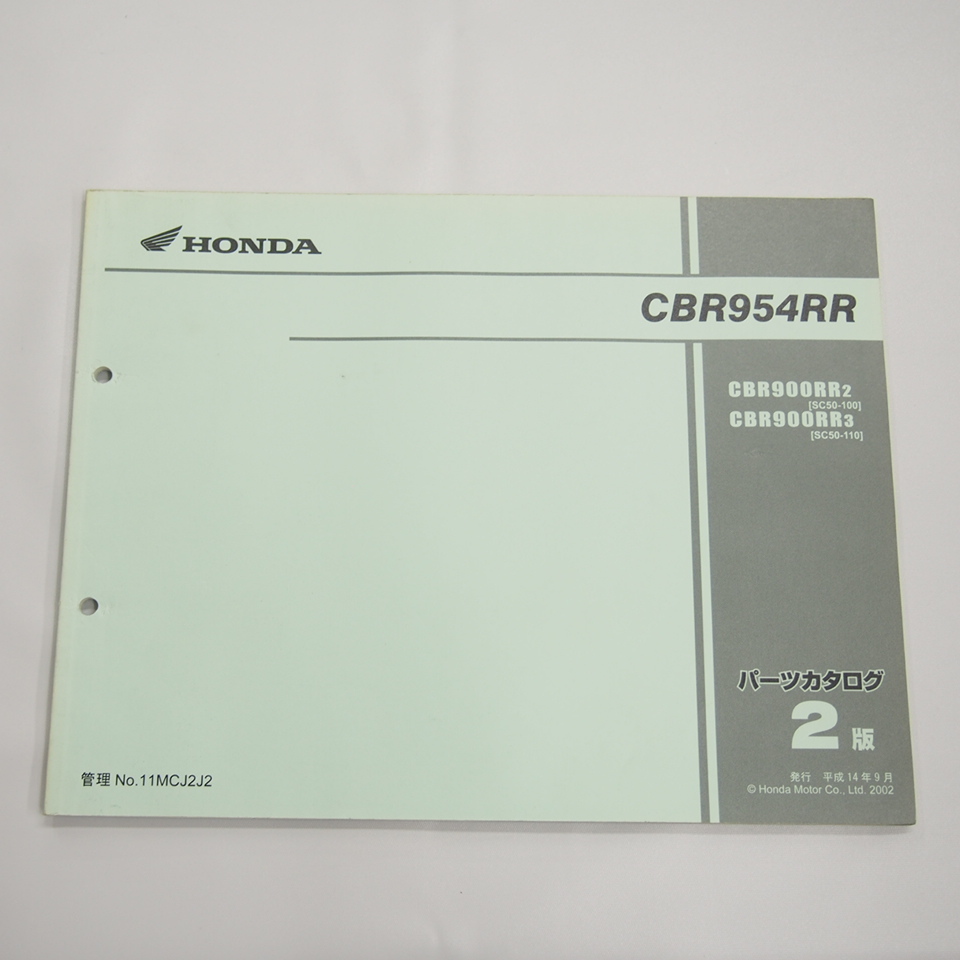 HONDA
CBR954RR
CBR900RR2
[SC50-100]
CBR900RR3
[SC50-110]
パーツカタログ
2版
管理 No.11MCJ2J2
発行 平成14年9月
© Honda Motor Co., Ltd. 2002